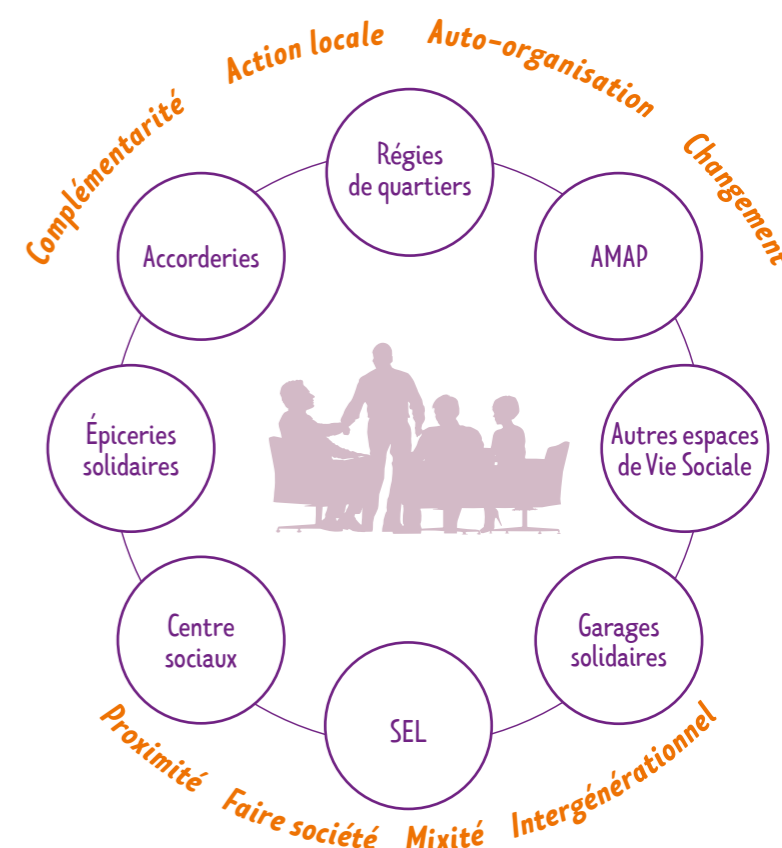 Complémentarité
Action locale
Auto-organisation
Changement
Régies
de quartiers
AMAP
Autres espaces
de Vie Sociale
Garages
solidaires
SEL
Centre
sociaux
Épiceries
solidaires
Accorderies
Proximité
Faire société
Mixité
Intergénérationnel